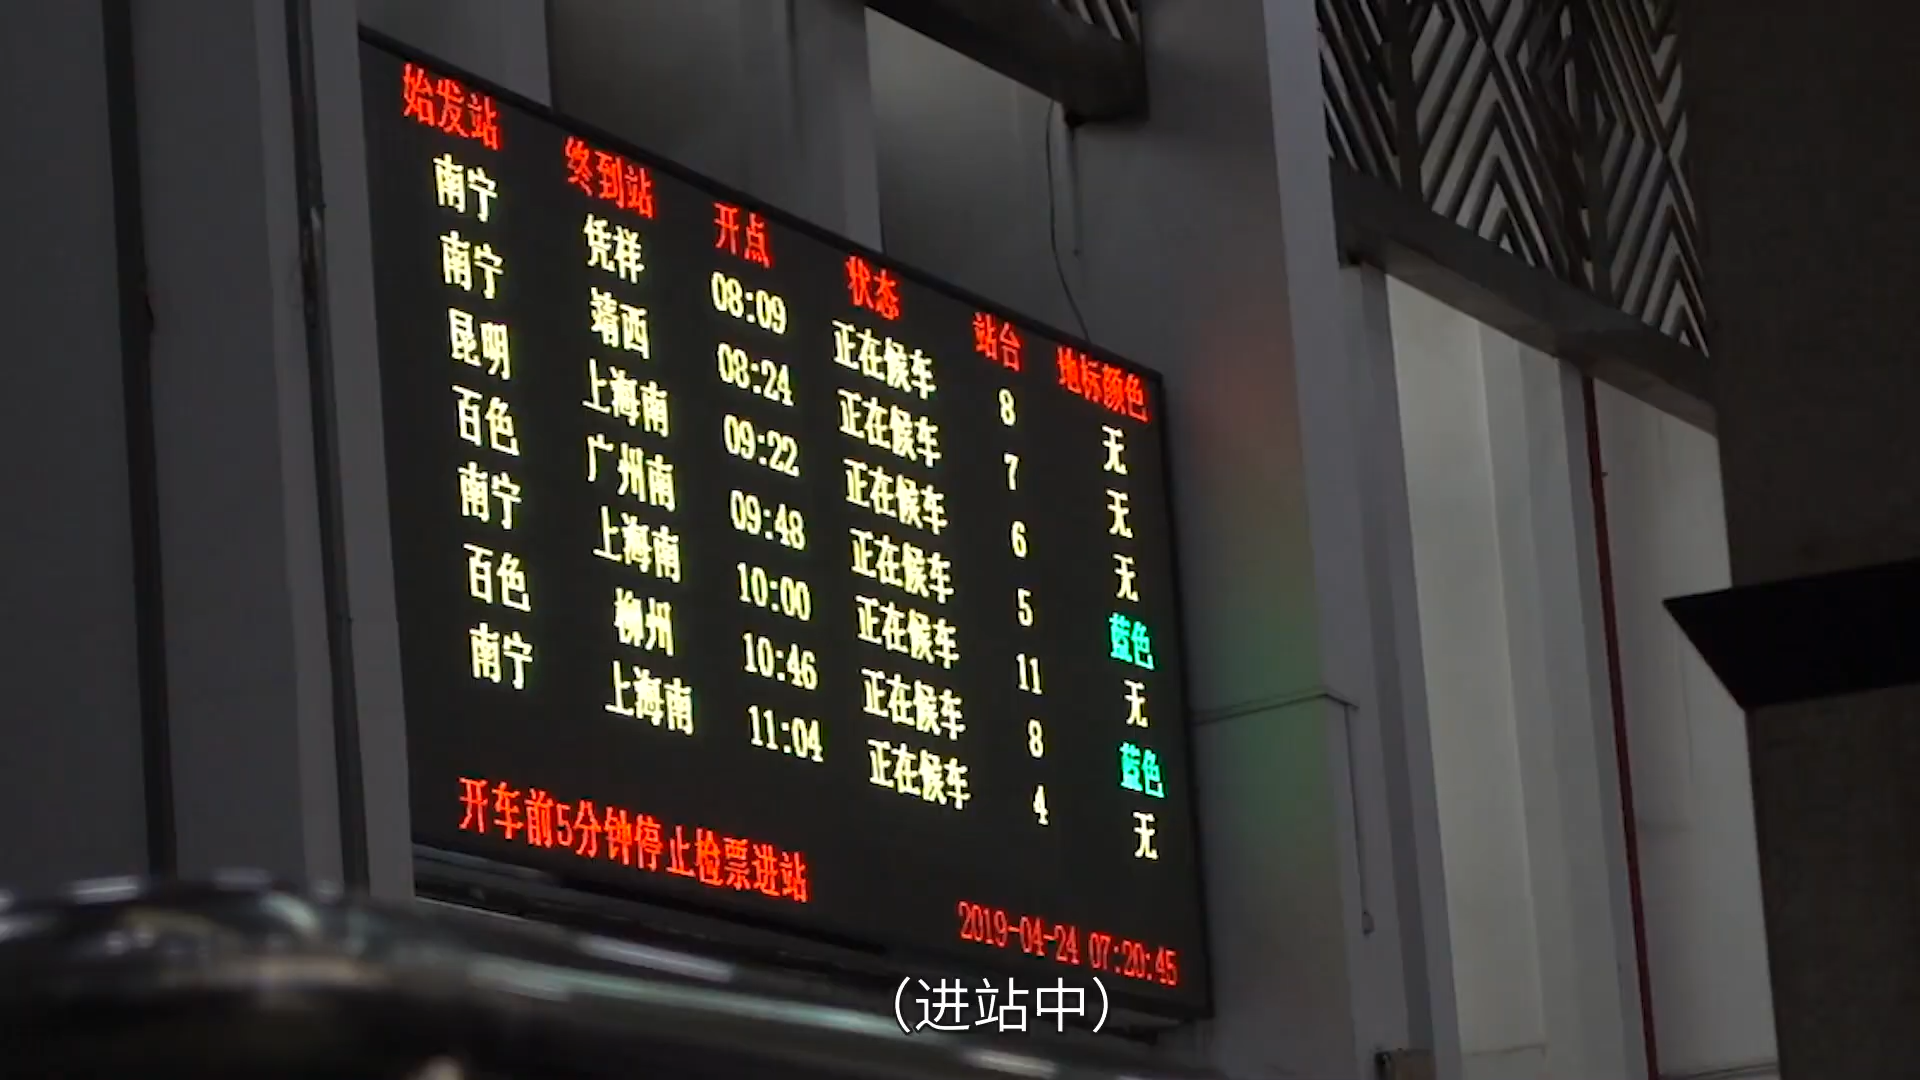 始发站 终到站 开点 状态 站台 地标颜色
南宁 凭祥 08:09 正在候车 8 无
南宁 靖西 08:24 正在候车 7 无
昆明 上海南 09:22 正在候车 6 无
百色 广州南 09:48 正在候车 5 蓝色
南宁 上海南 10:00 正在候车 11 无
百色 柳州 10:46 正在候车 8 蓝色
南宁 上海南 11:04 正在候车 4 无
开车前5分钟停止检票进站
2019-04-24 07:20:45
（进站中）